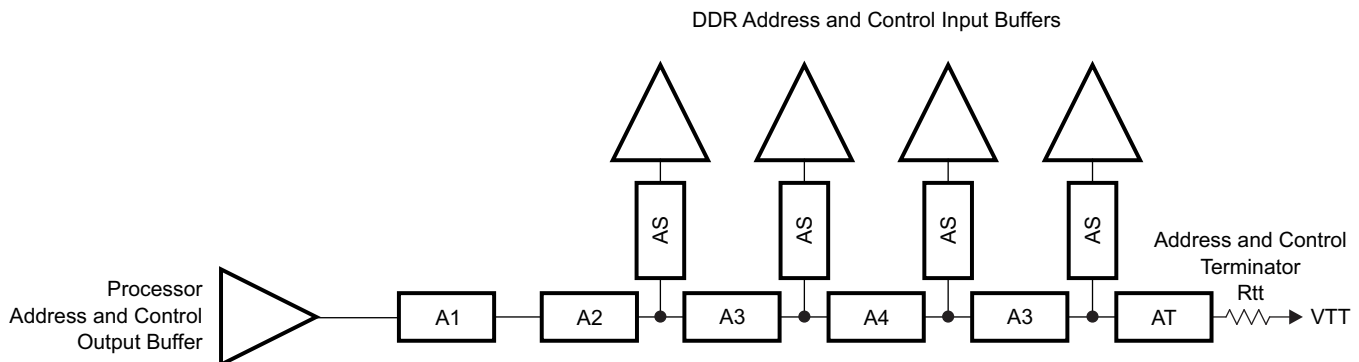 DDR Address and Control Input Buffers
AS
AS
AS
AS
Address and Control
Terminator
Rtt
Processor
Address and Control
Output Buffer
A1
A2
A3
A4
A3
AT
VTT